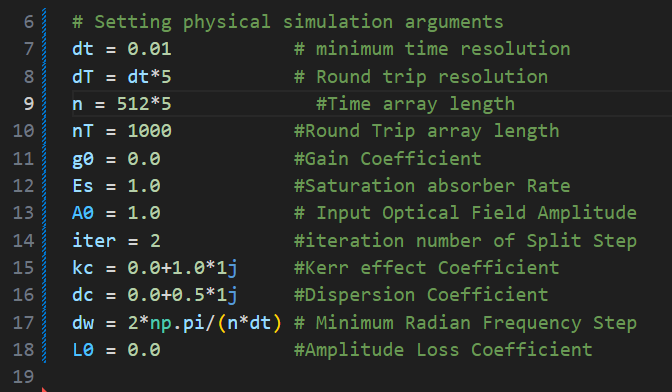 6 # Setting physical simulation arguments
7 dt = 0.01 # minimum time resolution
8 dT = dt*5 # Round trip resolution
9 n = 512*5 #Time array length
10 nT = 1000 #Round Trip array length
11 g0 = 0.0 #Gain Coefficient
12 Es = 1.0 #Saturation absorber Rate
13 A0 = 1.0 # Input Optical Field Amplitude
14 iter = 2 #iteration number of Split Step
15 kc = 0.0+1.0*1j #Kerr effect Coefficient
16 dc = 0.0+0.5*1j #Dispersion Coefficient
17 dw = 2*np.pi/(n*dt) # Minimum Radian Frequency Step
18 L0 = 0.0 #Amplitude Loss Coefficient
19